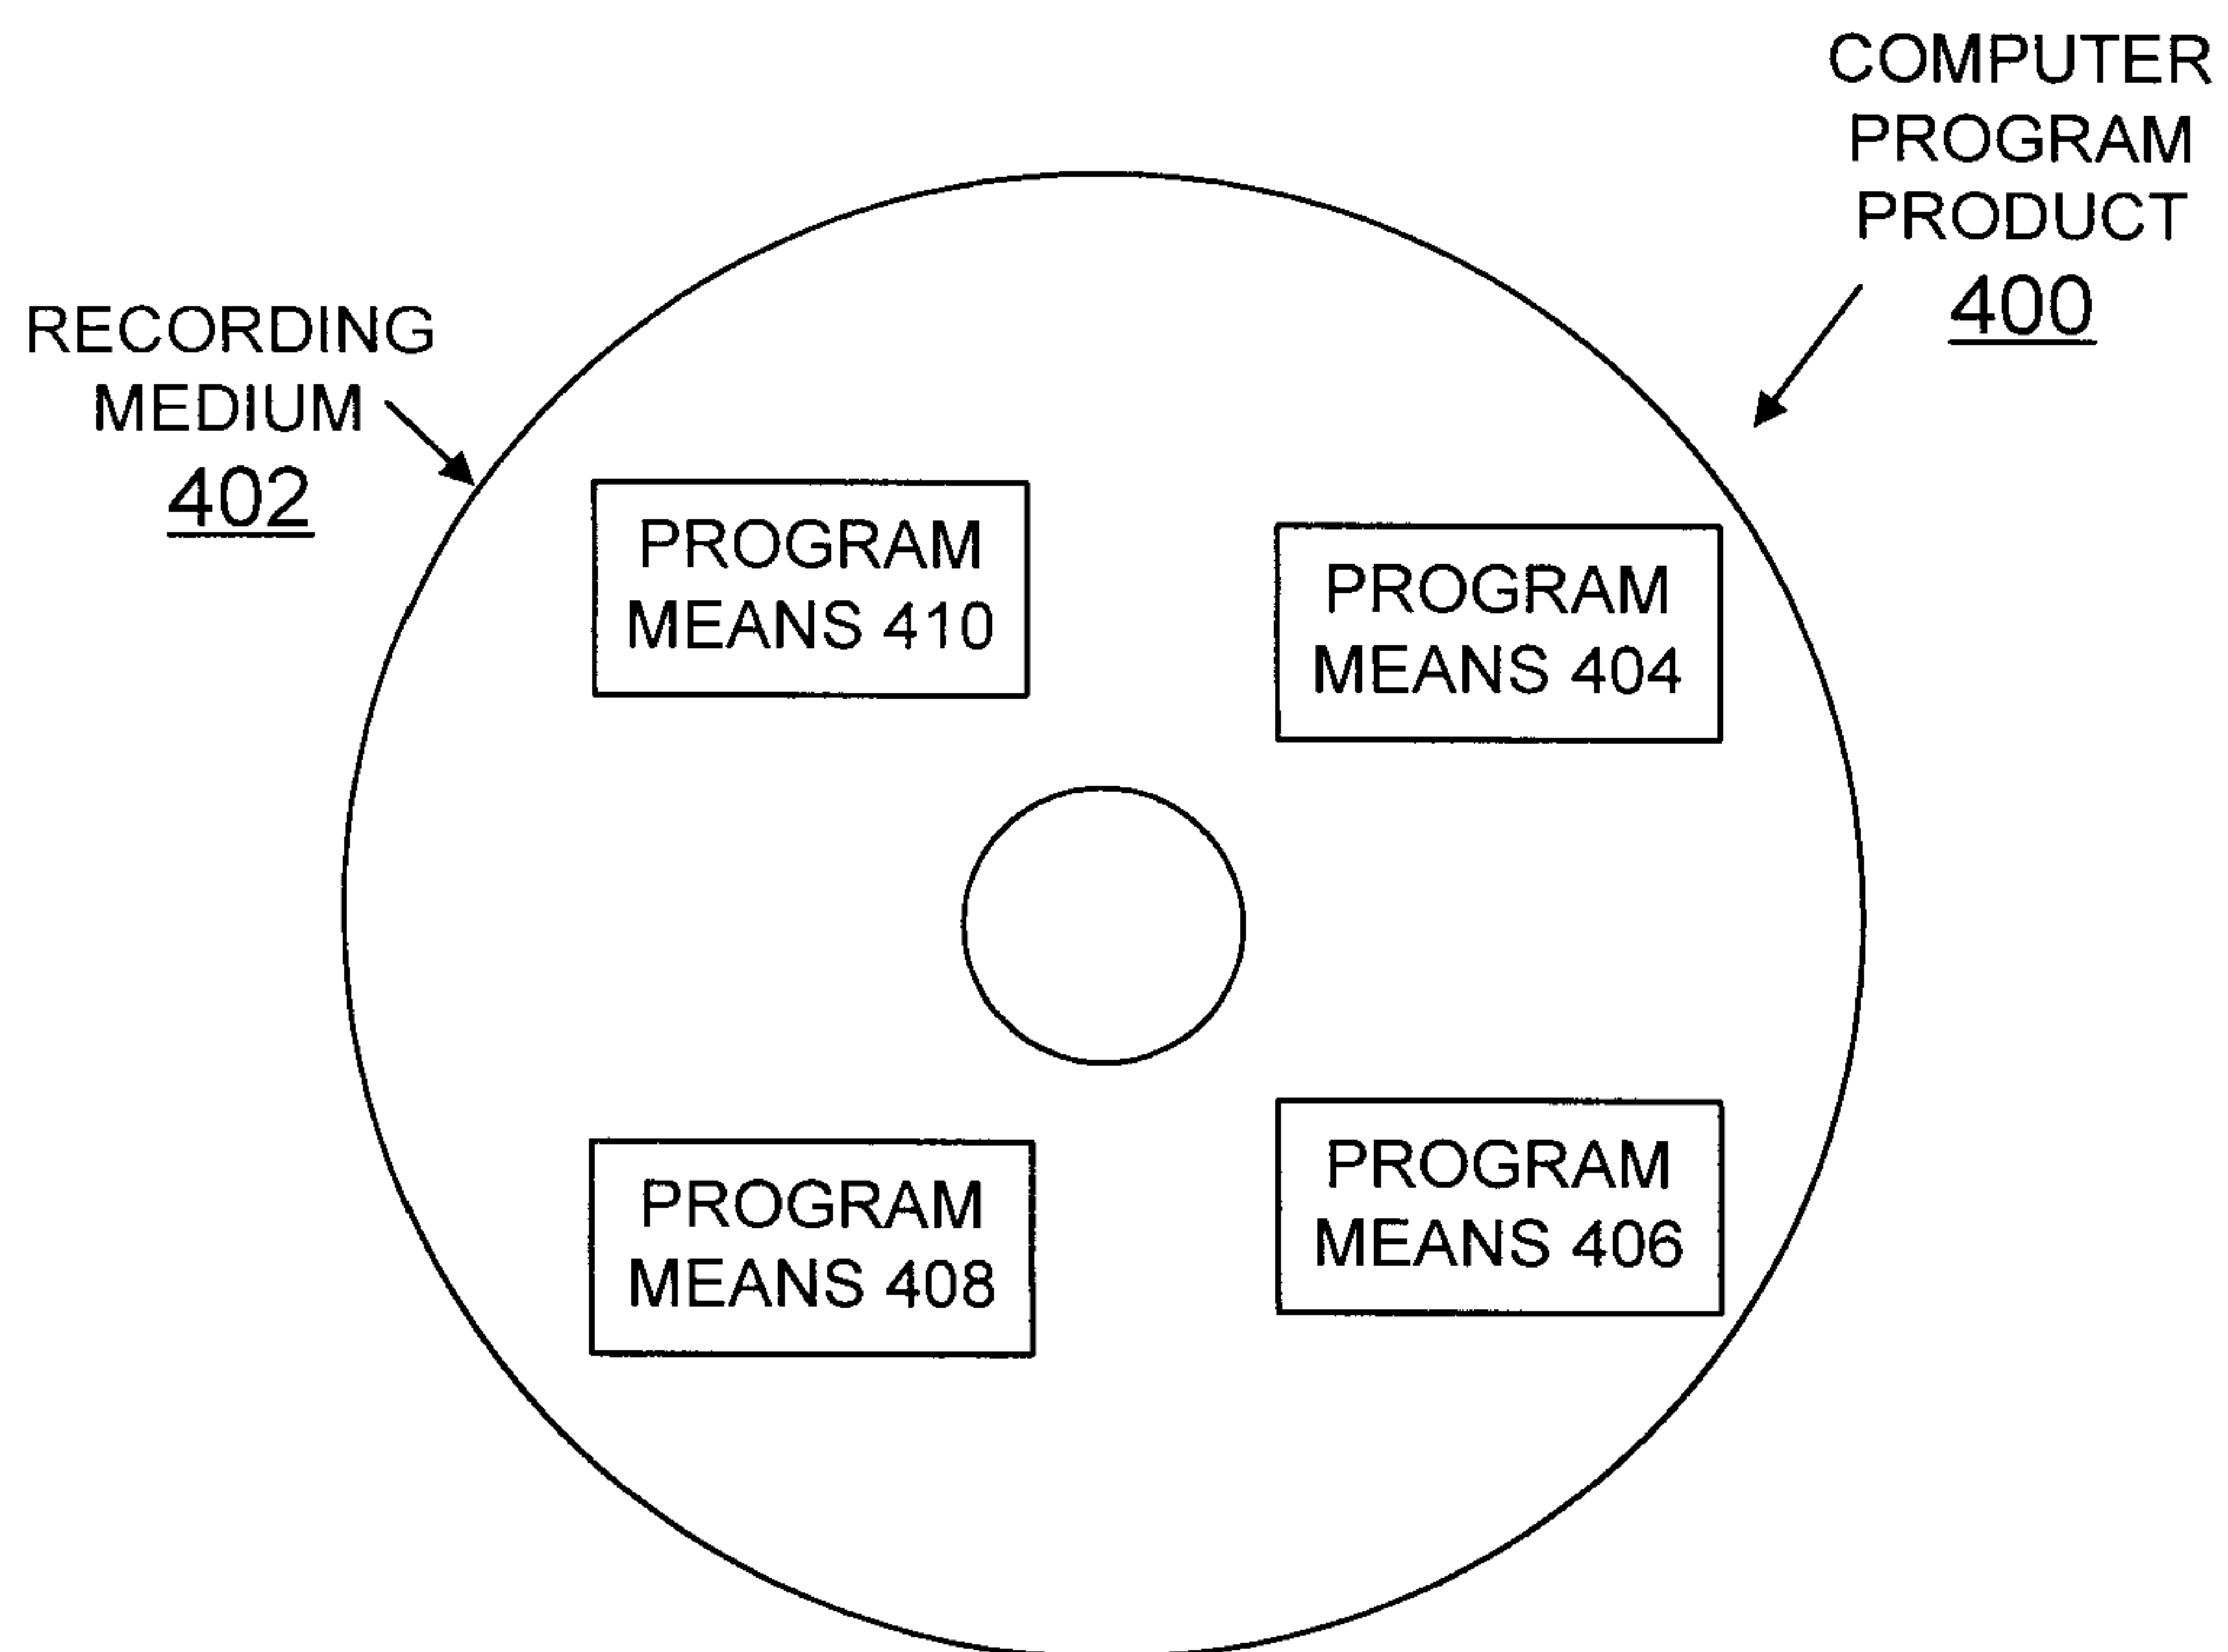 COMPUTER
PROGRAM
PRODUCT
400
RECORDING
MEDIUM
402
PROGRAM
MEANS 410
PROGRAM
MEANS 404
PROGRAM
MEANS 408
PROGRAM
MEANS 406